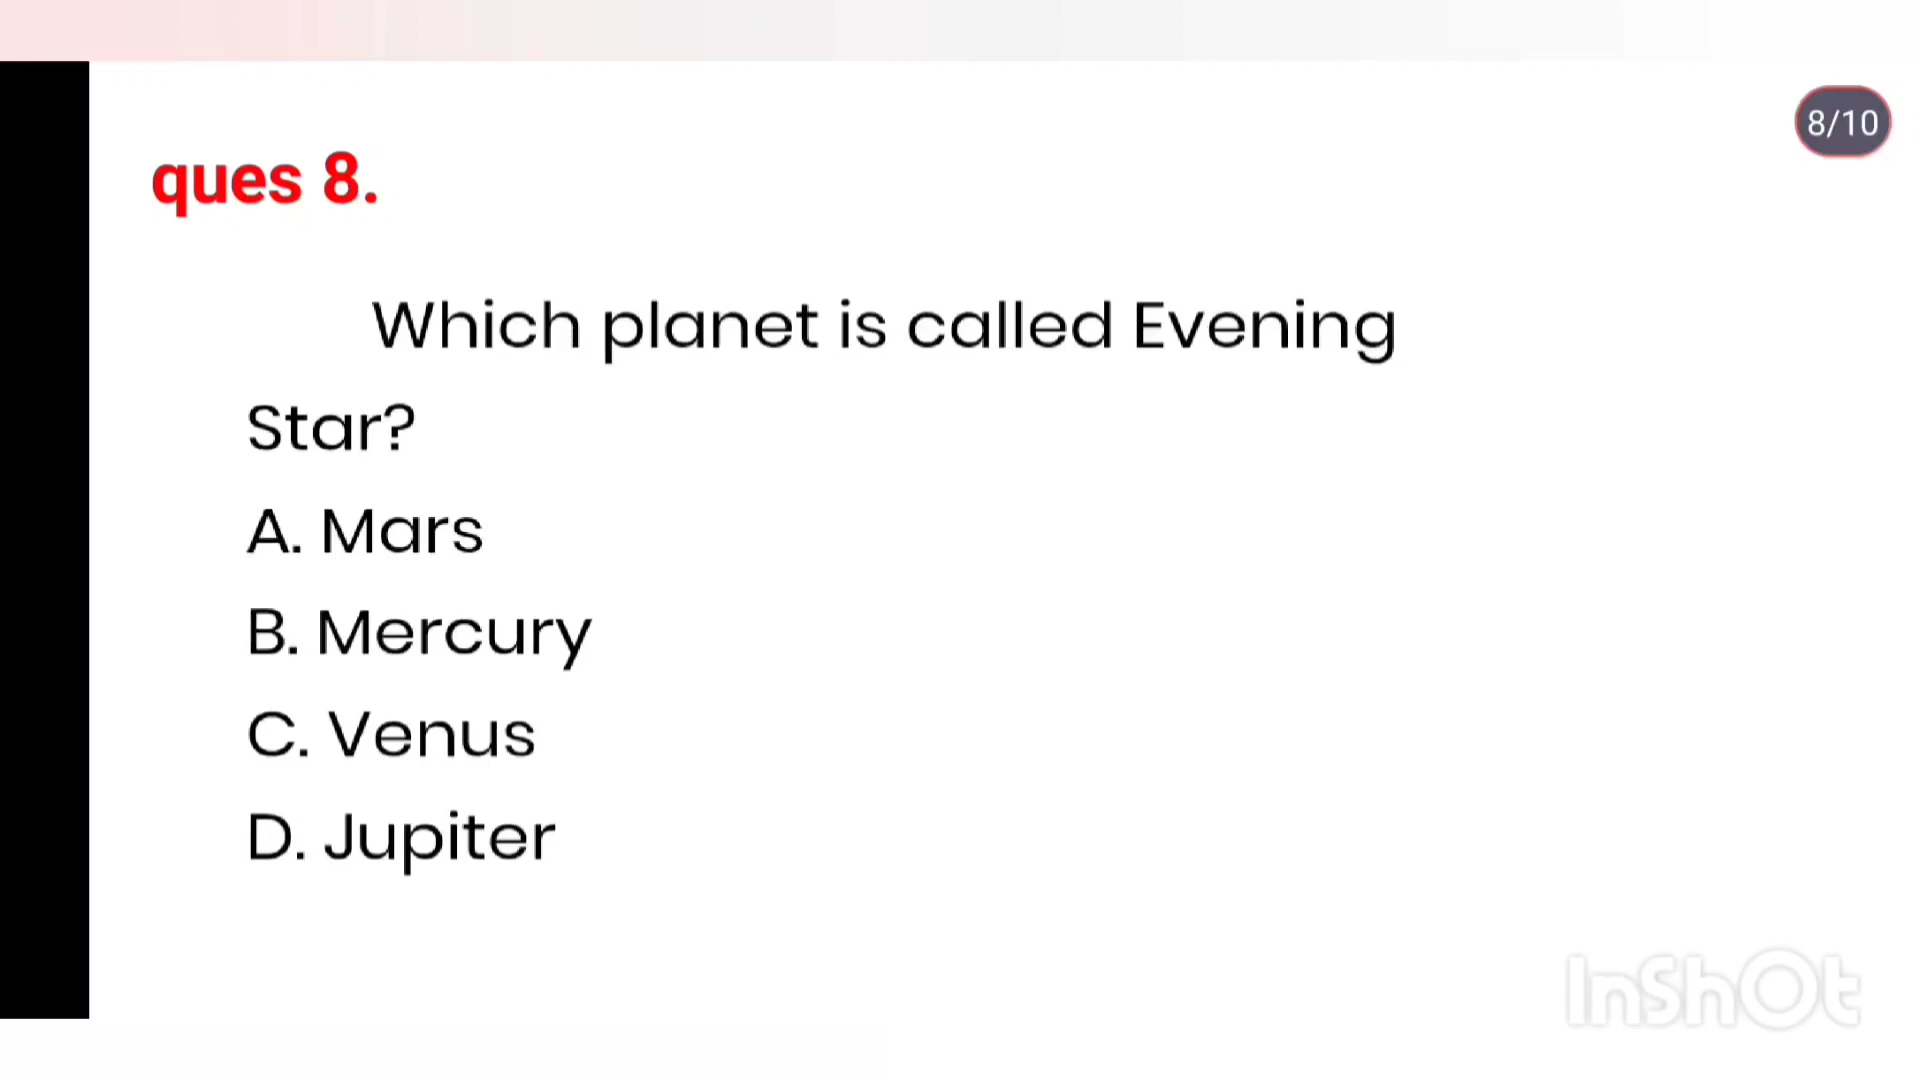 8/10
ques 8.
Which planet is called Evening
Star?
A. Mars
B. Mercury
C. Venus
D. Jupiter
InShOt